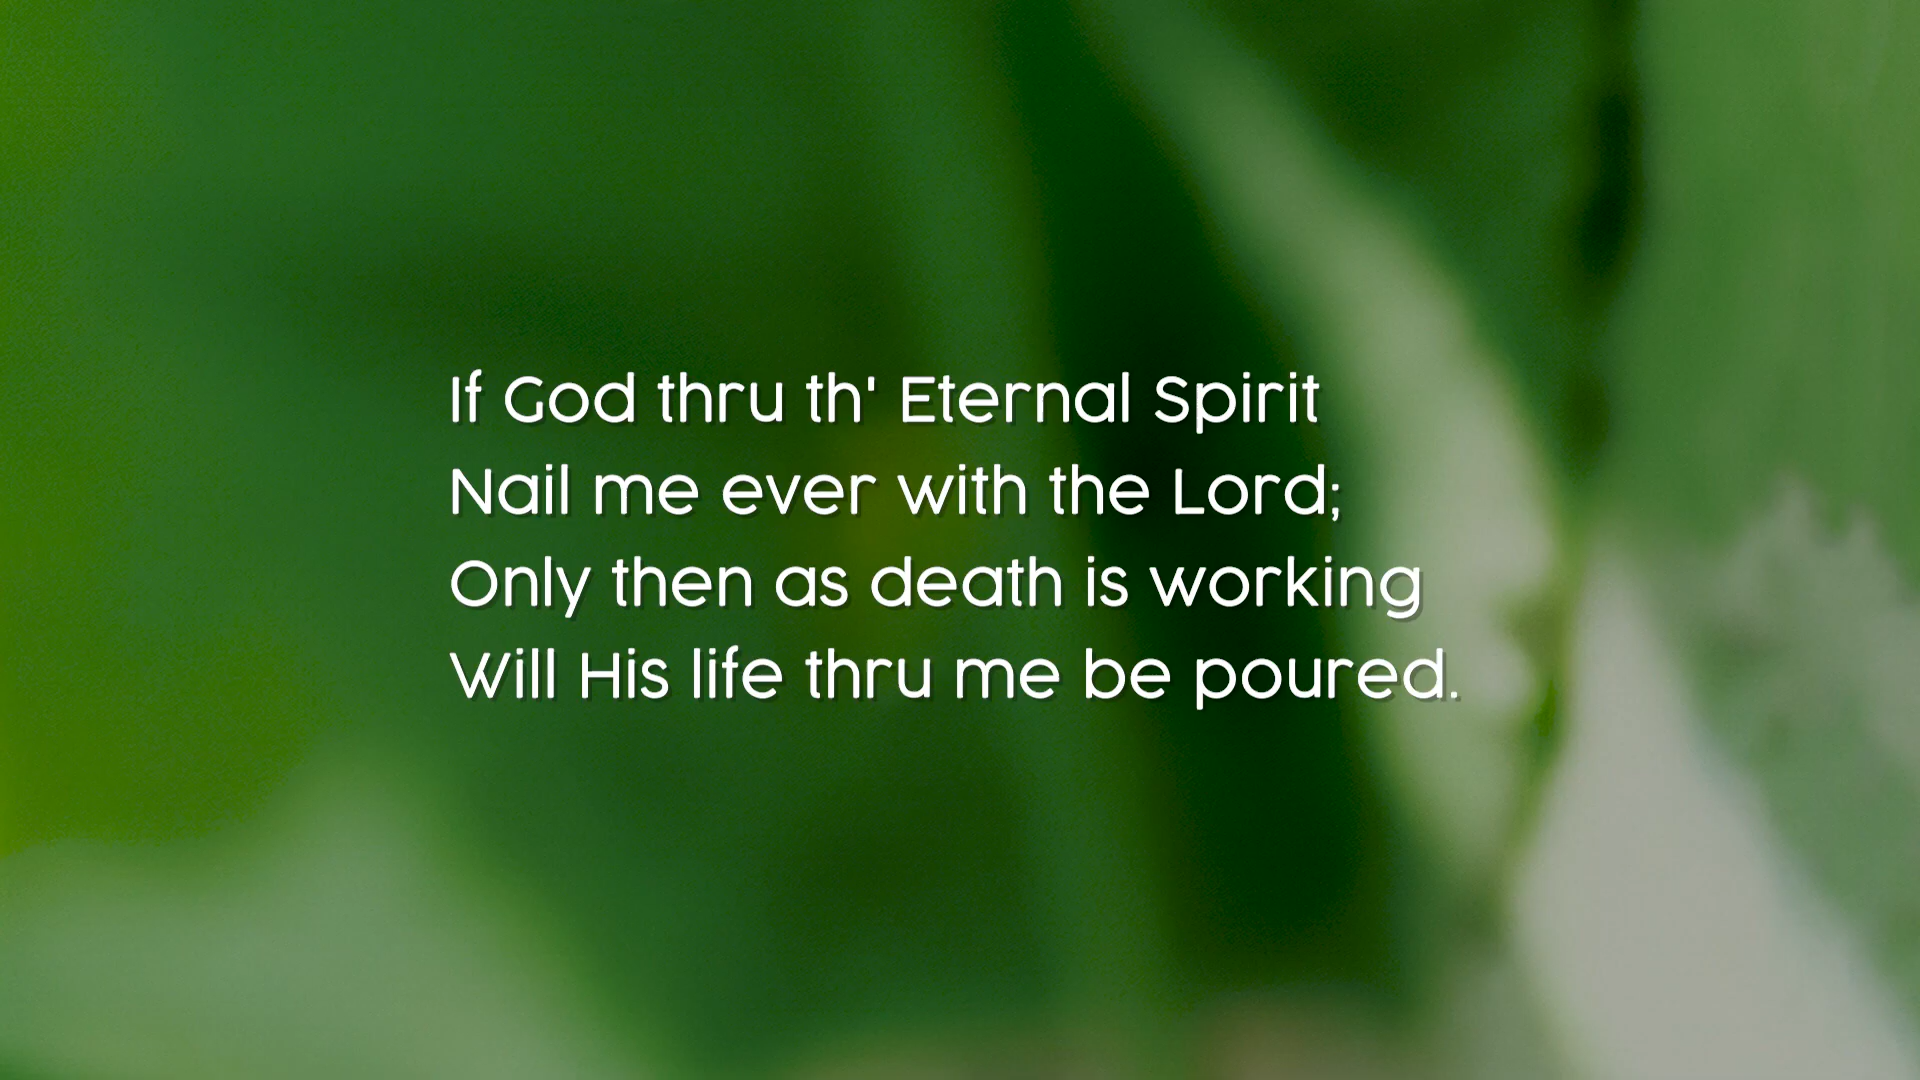 If God thru th' Eternal Spirit
Nail me ever with the Lord;
Only then as death is working
Will His life thru me be poured.